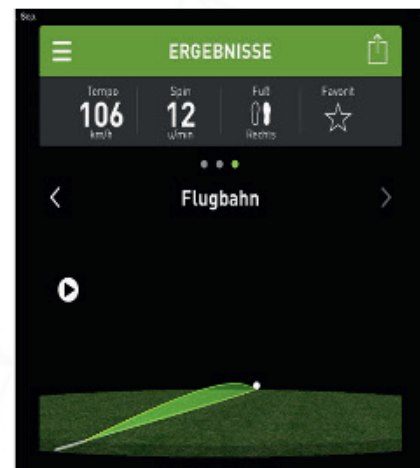 ERGEBNISSE
Tempo Spin Fuß Favorit
106 12
km/h u/min Rechts
Flugbahn